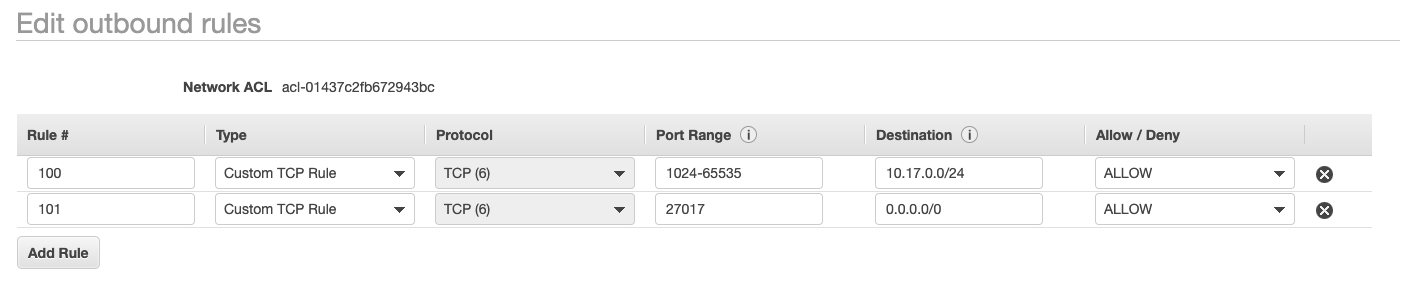 Edit outbound rules
Network ACL acl-01437c2fb672943bc
Rule # Type Protocol Port Range i Destination i Allow / Deny
100 Custom TCP Rule TCP (6) 1024-65535 10.17.0.0/24 ALLOW
101 Custom TCP Rule TCP (6) 27017 0.0.0.0/0 ALLOW
Add Rule